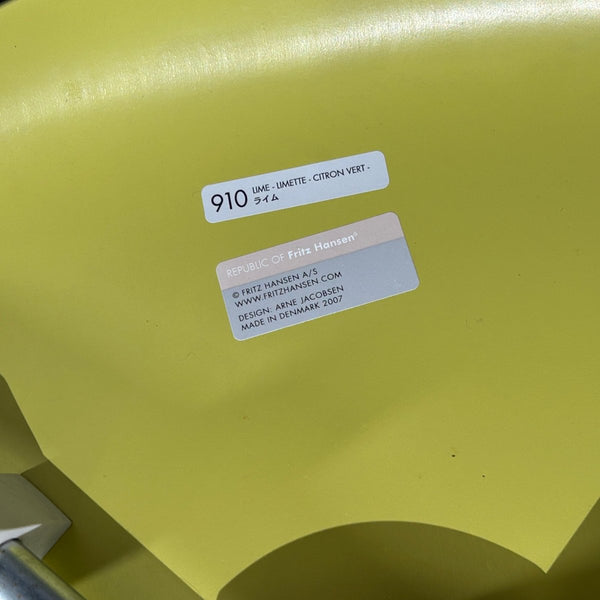 910 LIME - LIMETTE - CITRON VERT -
ライム
REPUBLIC OF Fritz Hansen®
© FRITZ HANSEN A/S
WWW.FRITZHANSEN.COM
DESIGN: ARNE JACOBSEN
MADE IN DENMARK 2007